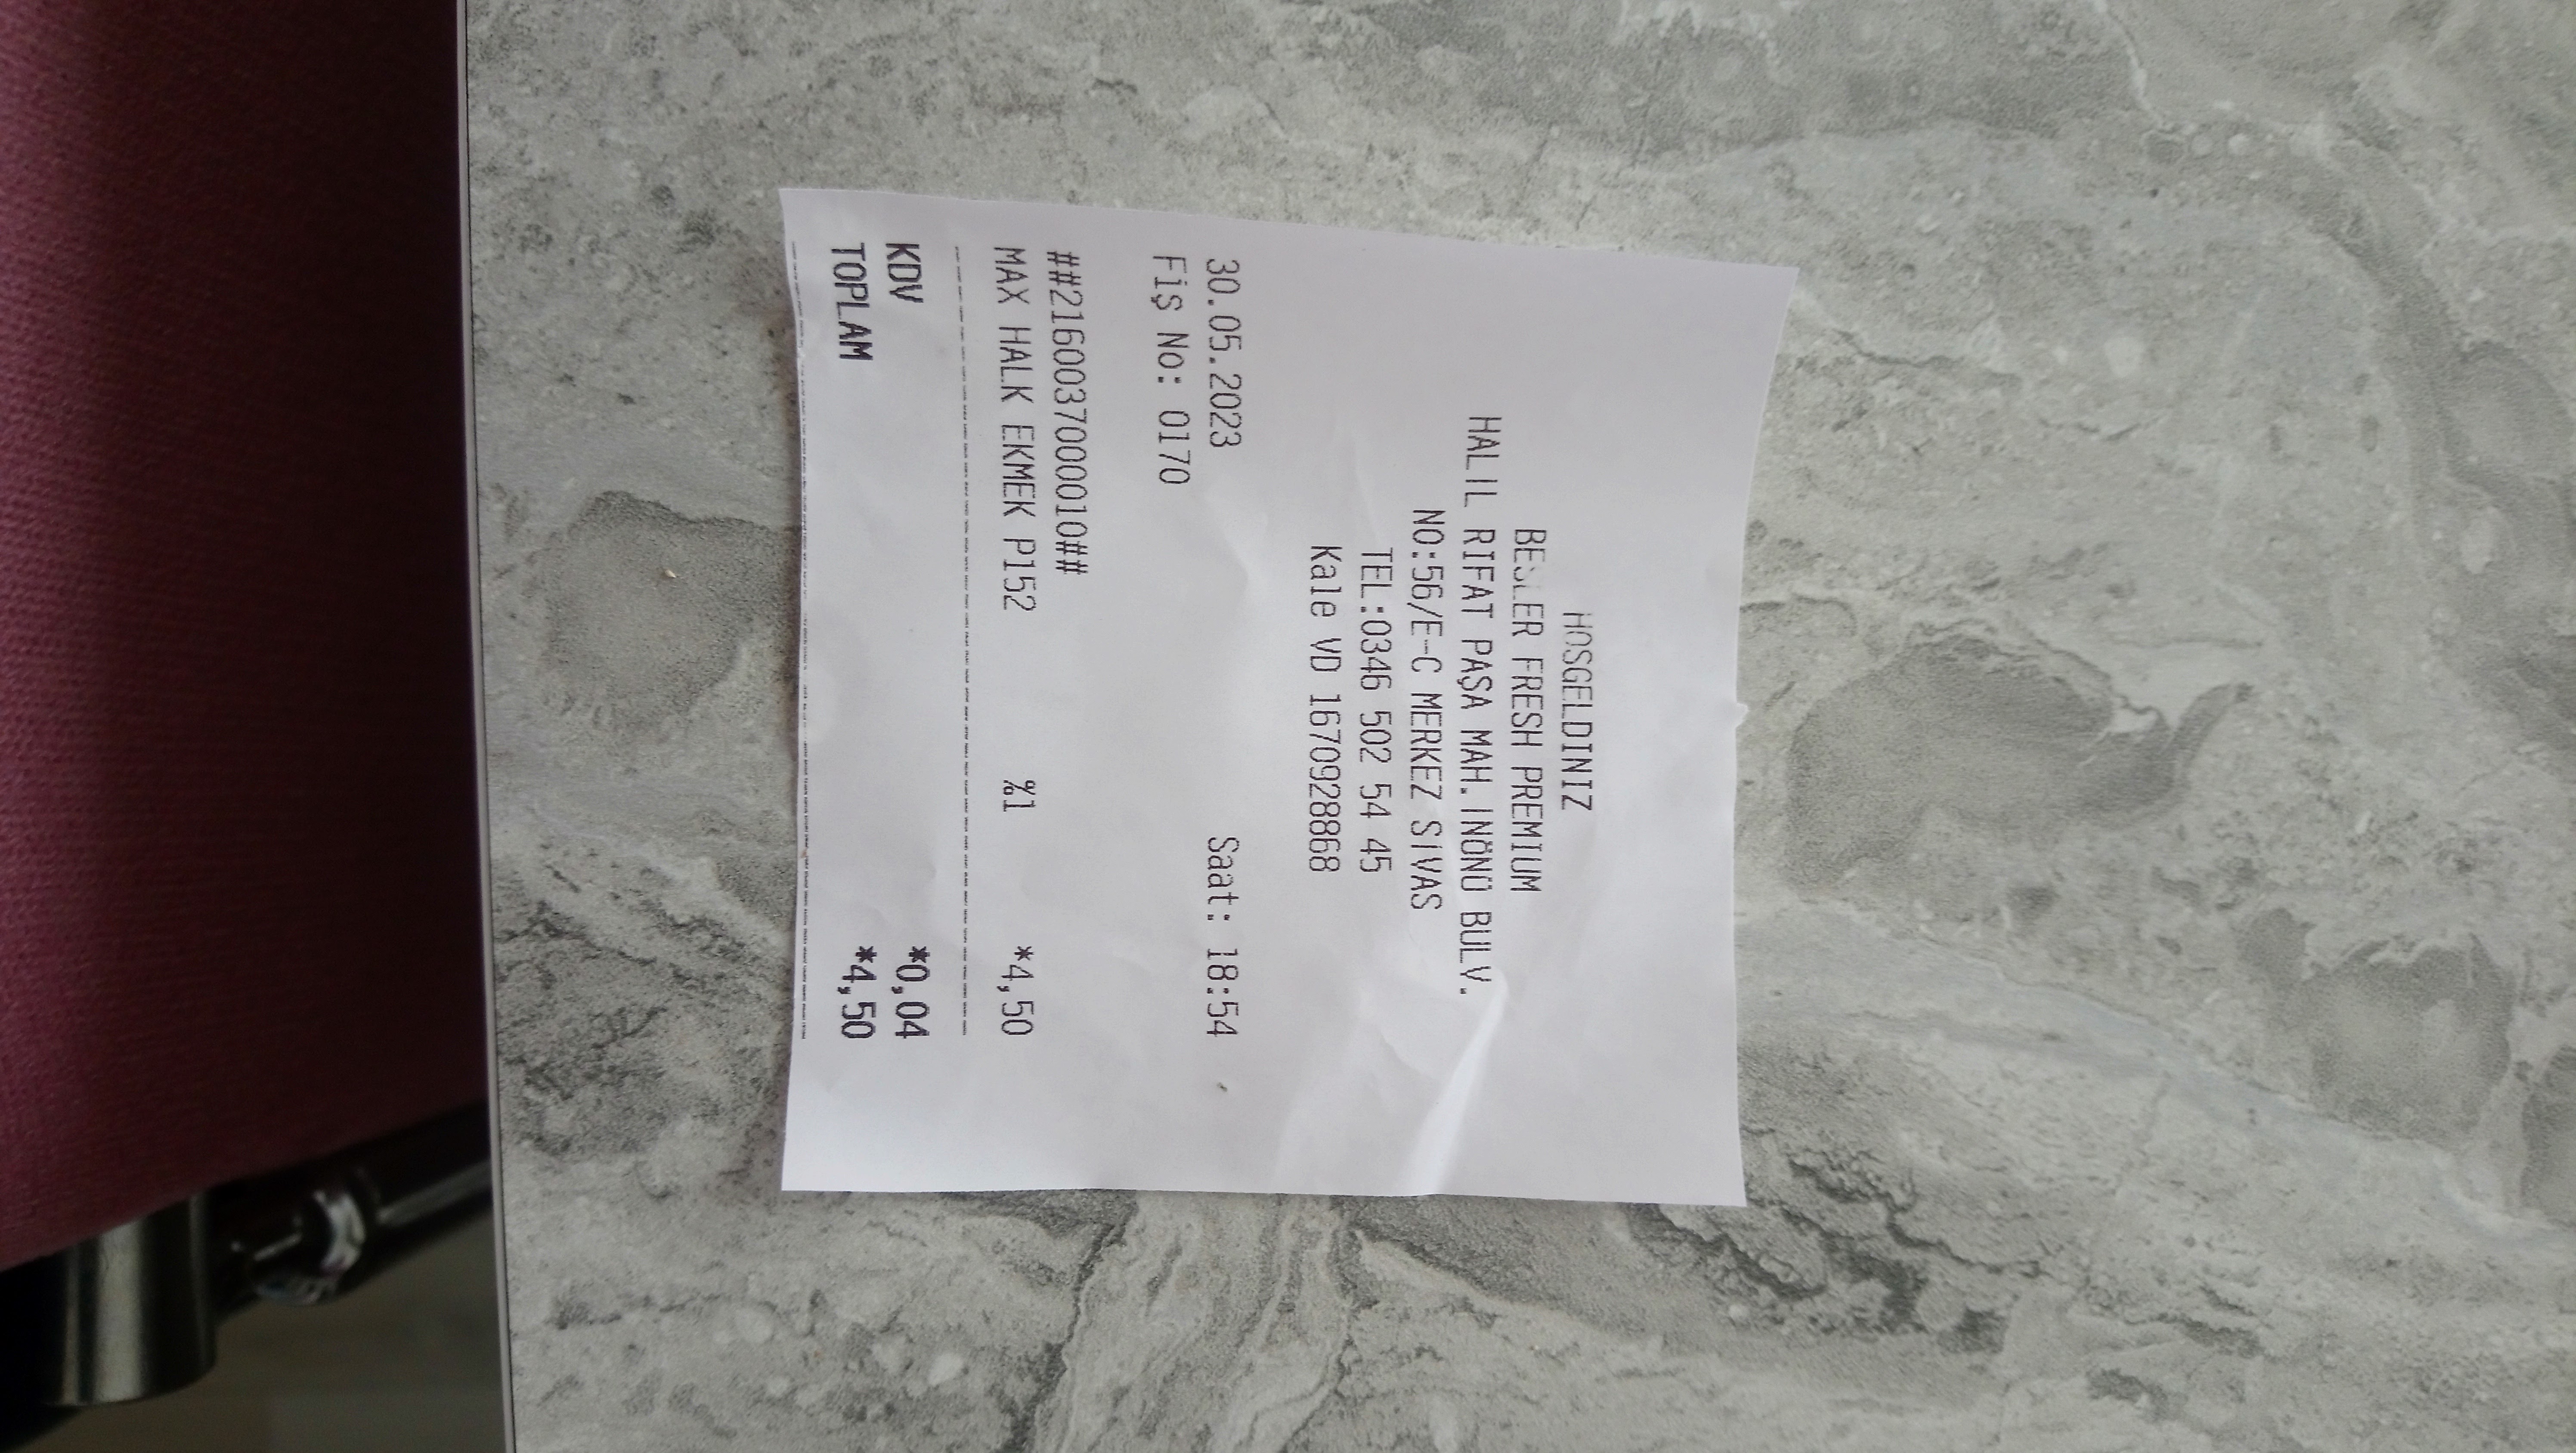 HOSGELDINIZ
BESLER FRESH PREMIUM
HALIL RIFAT PAŞA MAH.İNÖNÜ BULV.
NO:56/E-C MERKEZ SİVAS
TEL:0346 502 54 45
Kale VD 1670928868
30.05.2023 Saat: 18:54
Fiş No: 0170
##2160037000010##
MAX HALK EKMEK P152 %1 *4,50
KDV *0,04
TOPLAM *4,50